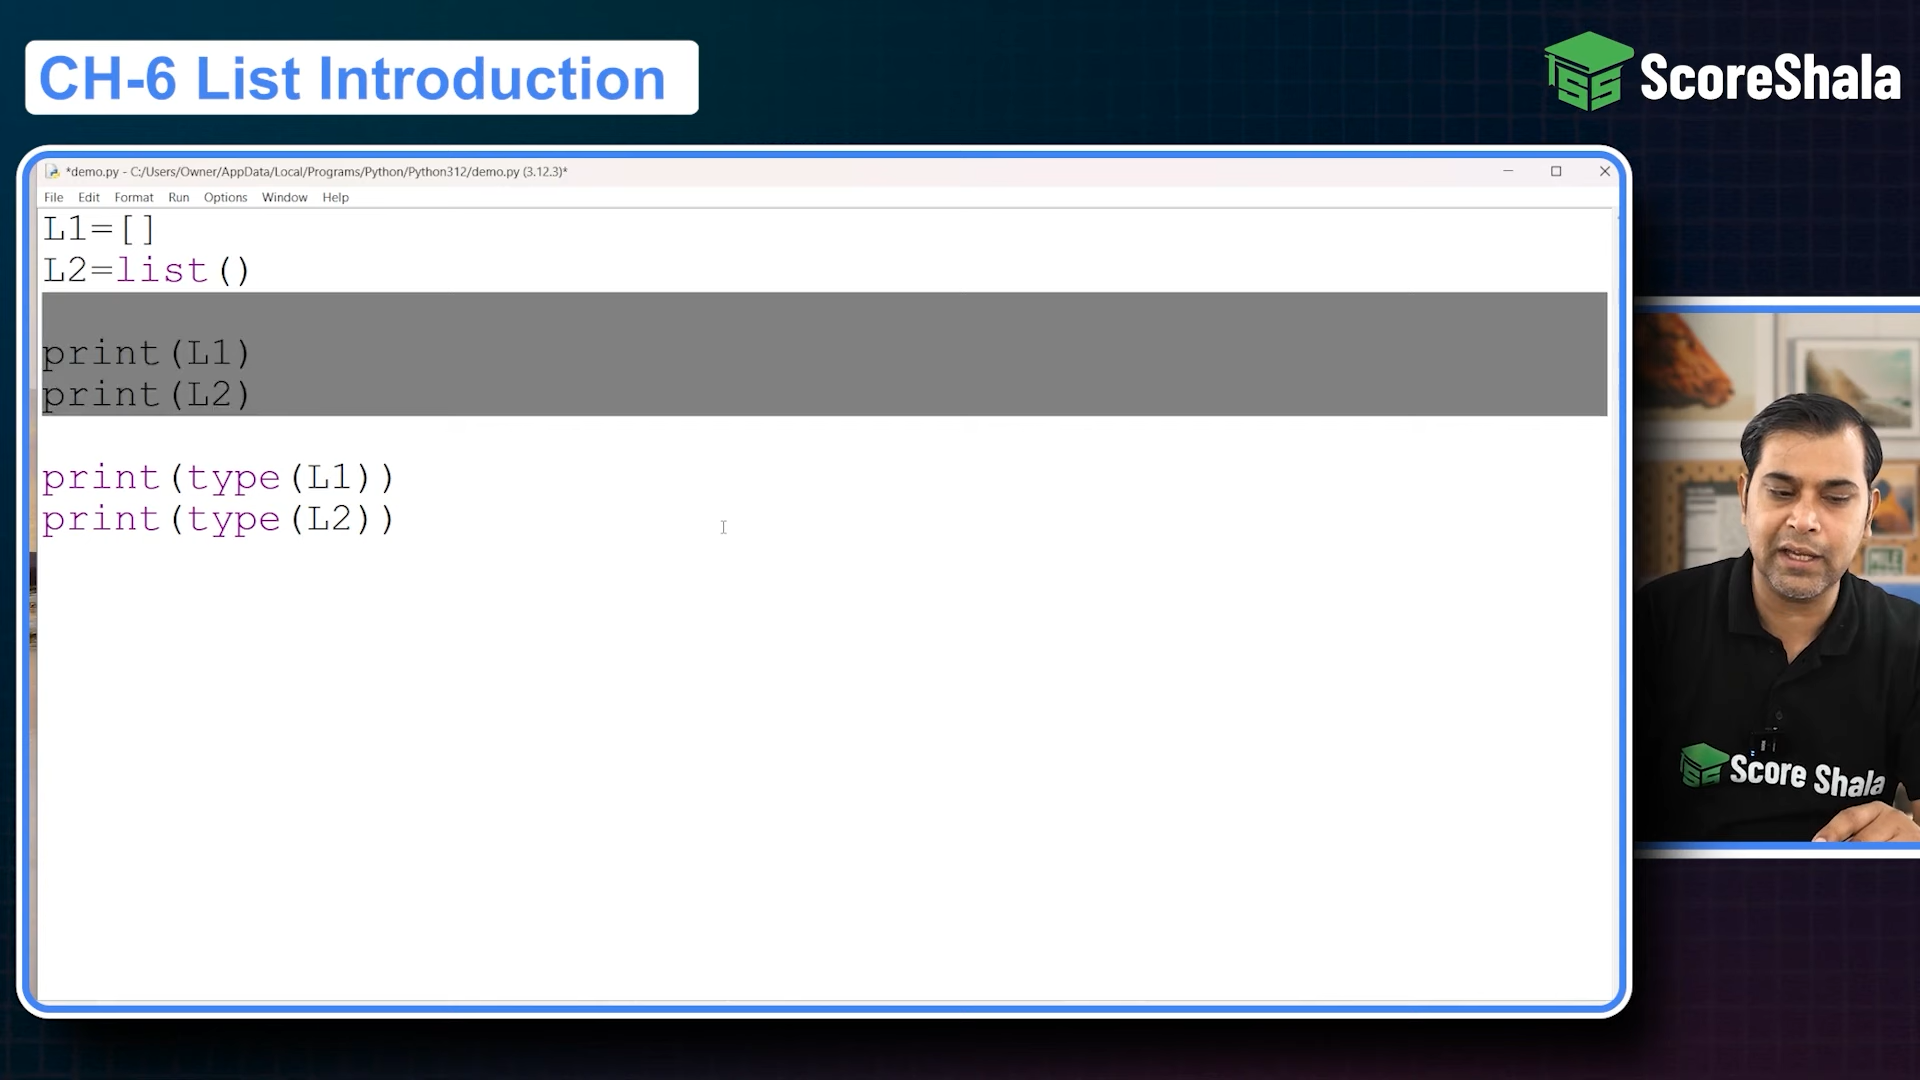 CH-6 List Introduction
ScoreShala
*demo.py - C:/Users/Owner/AppData/Local/Programs/Python/Python312/demo.py (3.12.3)*
File Edit Format Run Options Window Help
L1=[]
L2=list()
print(L1)
print(L2)
print(type(L1))
print(type(L2))
Score Shala